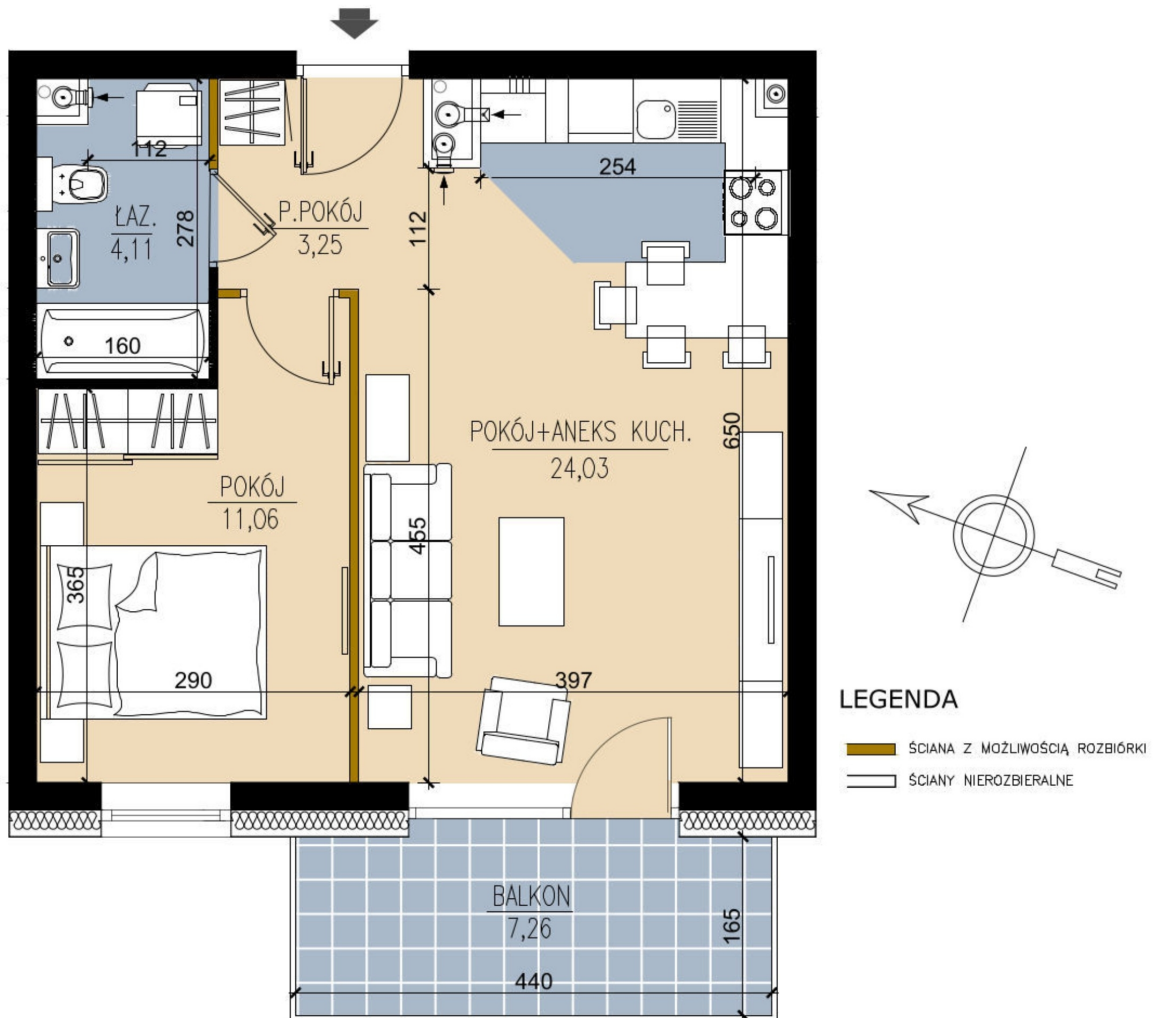 112
278
ŁAZ.
4,11
160
P.POKÓJ
3,25
112
254
POKÓJ+ANEKS KUCH.
24,03
650
POKÓJ
11,06
365
455
290
397
BALKON
7,26
165
440
LEGENDA
ŚCIANA Z MOŻLIWOŚCIĄ ROZBIÓRKI
ŚCIANY NIEROZBIERALNE